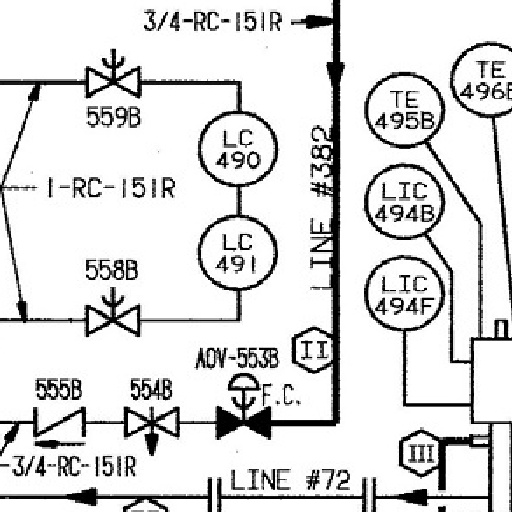 3/4-RC-151R
TE
496B
TE
495B
559B
LC
490
LINE #382
1-RC-151R
LIC
494B
LC
491
558B
LIC
494F
II
AOV-553B
555B
554B
F.C.
III
-3/4-RC-151R
LINE #72